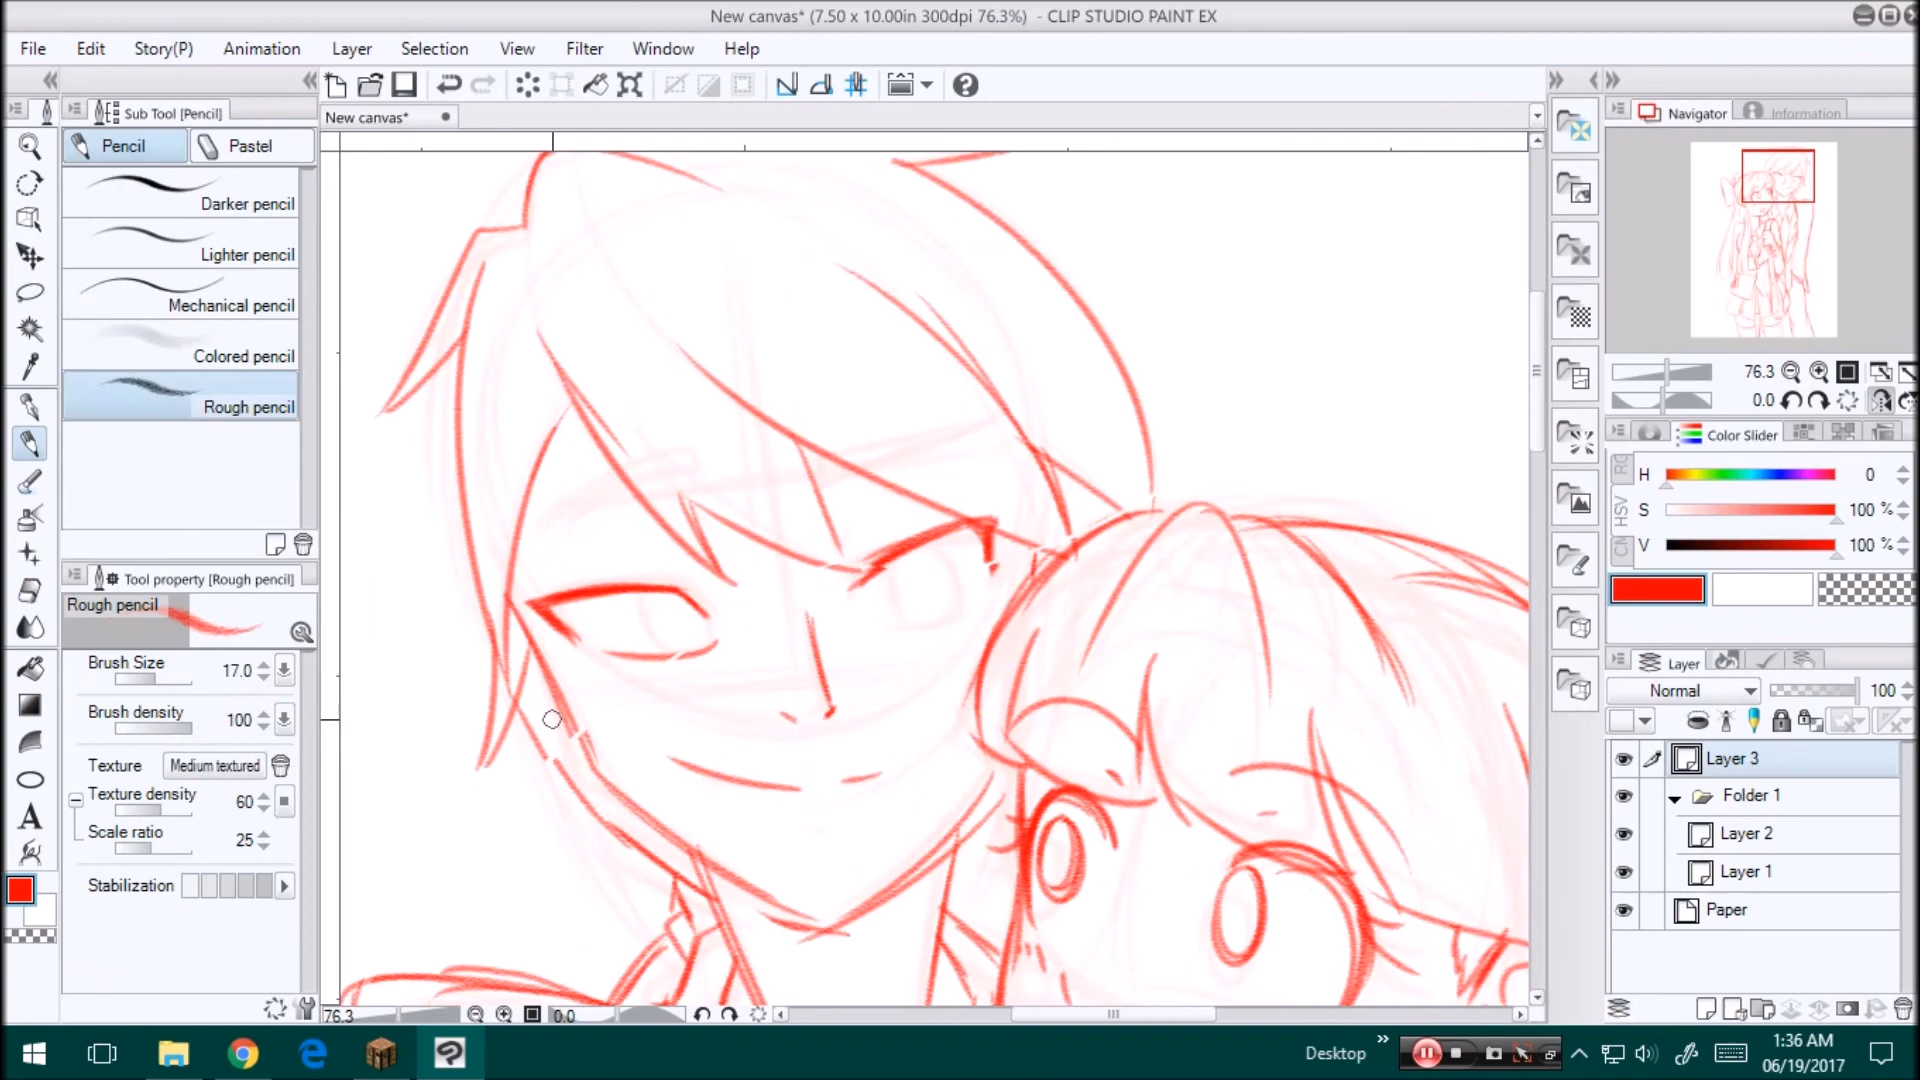 New canvas* (7.50 x 10.00in 300dpi 76.3%) - CLIP STUDIO PAINT EX
File Edit Story(P) Animation Layer Selection View Filter Window Help
Sub Tool [Pencil]
New canvas*
Navigator Information
Pencil Pastel
Darker pencil
Lighter pencil
Mechanical pencil
Colored pencil
Rough pencil
76.3
0.0
Color Slider
H 0
S 100 %
V 100 %
HSV
Tool property [Rough pencil]
Rough pencil
Brush Size 17.0
Brush density 100
Texture Medium textured
Texture density 60
Scale ratio 25
Stabilization
Layer
Normal 100
Layer 3
Folder 1
Layer 2
Layer 1
Paper
76.3 0.0
Desktop
1:36 AM
06/19/2017